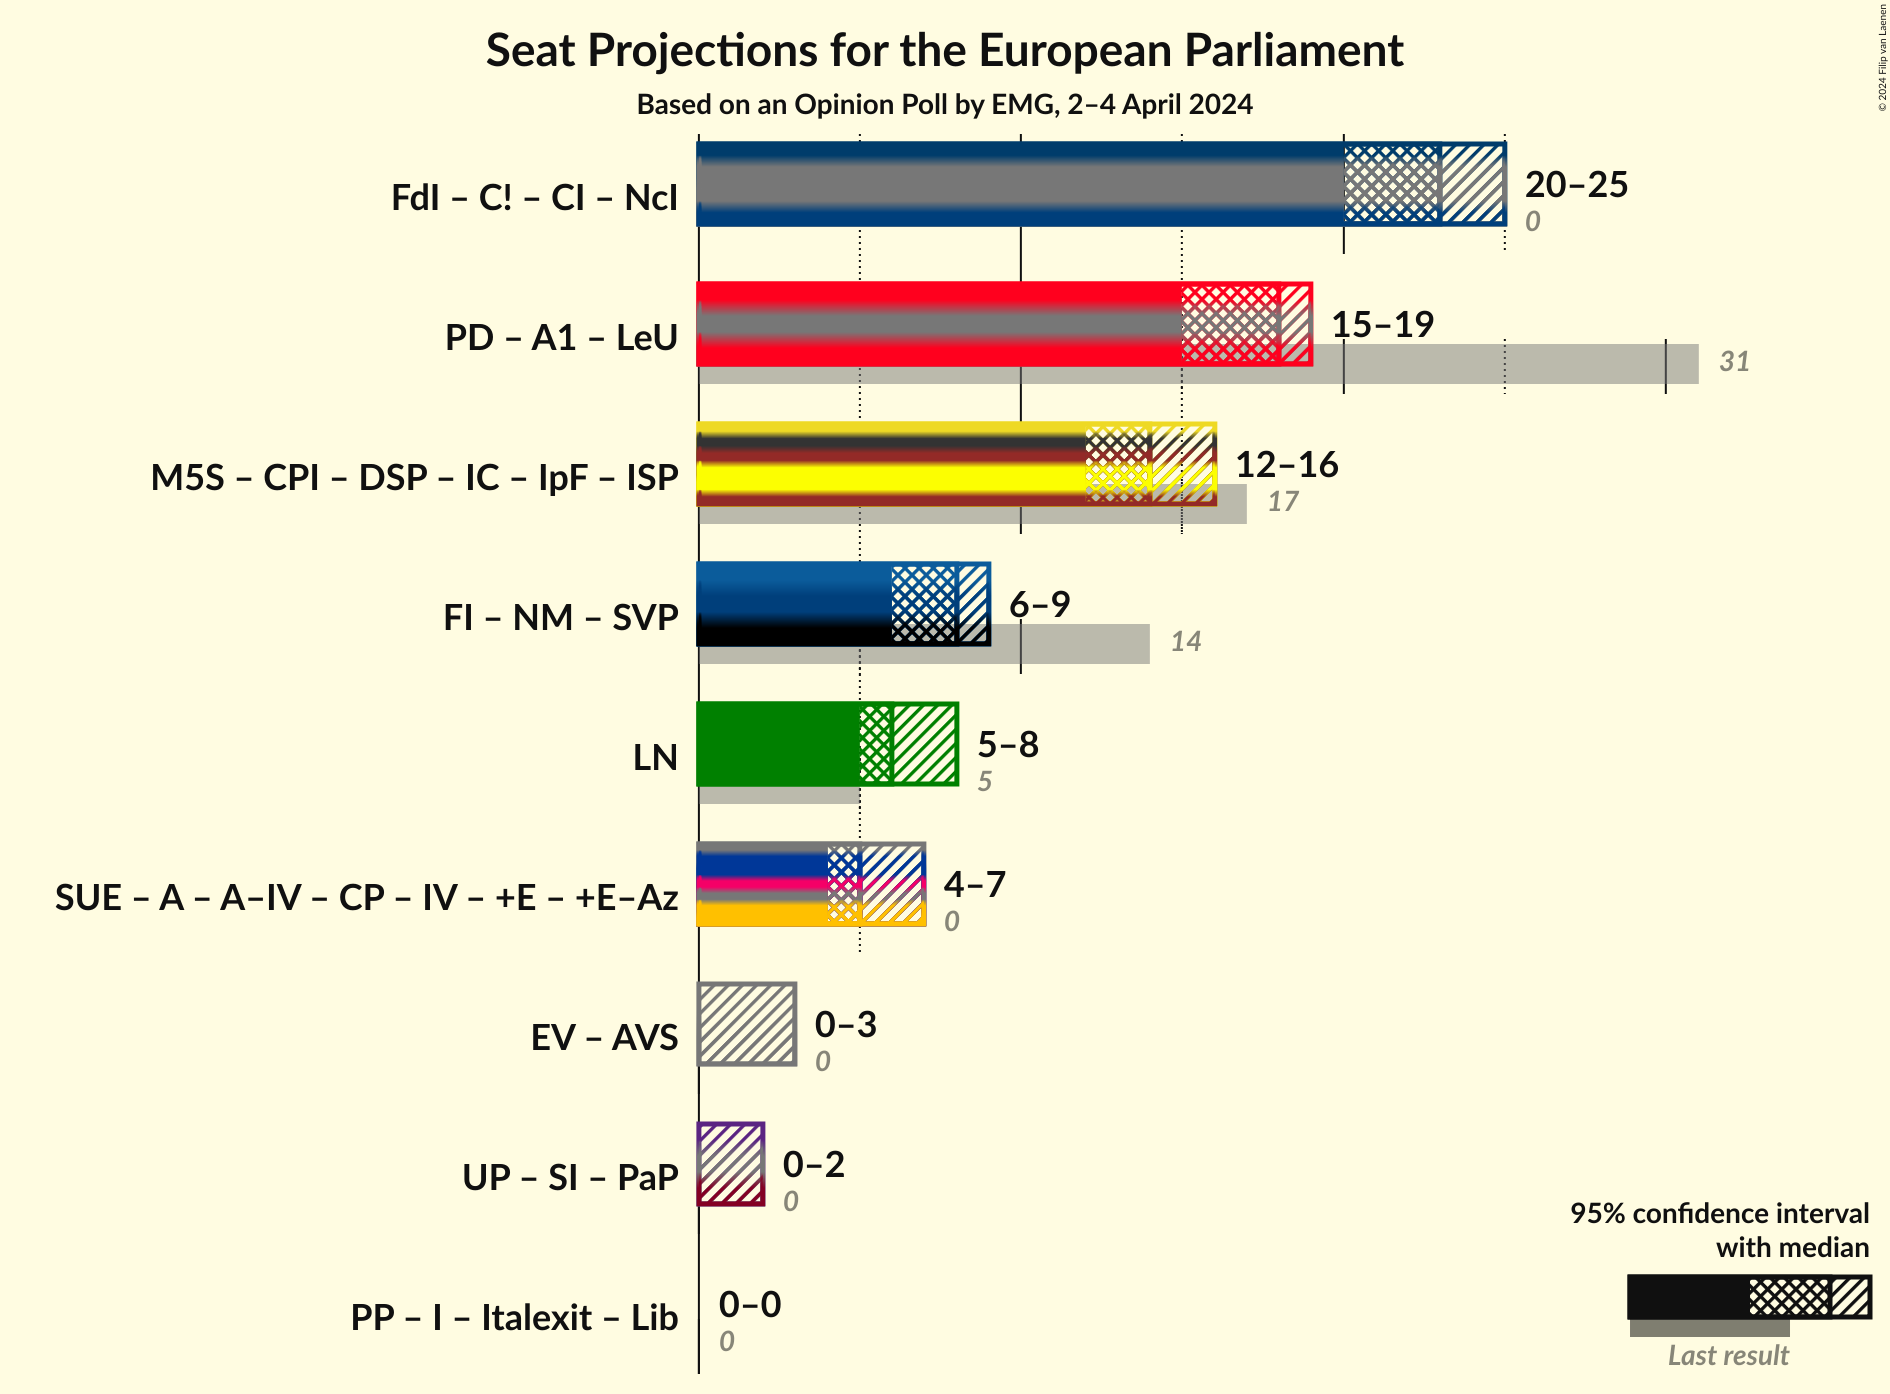 Seat Projections for the European Parliament
Based on an Opinion Poll by EMG, 2–4 April 2024
© 2024 Filip van Laenen
FdI – C! – CI – NcI
20–25
0
PD – A1 – LeU
15–19
31
M5S – CPI – DSP – IC – IpF – ISP
12–16
17
FI – NM – SVP
6–9
14
LN
5–8
5
SUE – A – A–IV – CP – IV – +E – +E–Az
4–7
0
EV – AVS
0–3
0
UP – SI – PaP
0–2
0
PP – I – Italexit – Lib
0–0
0
95% confidence interval
with median
Last result